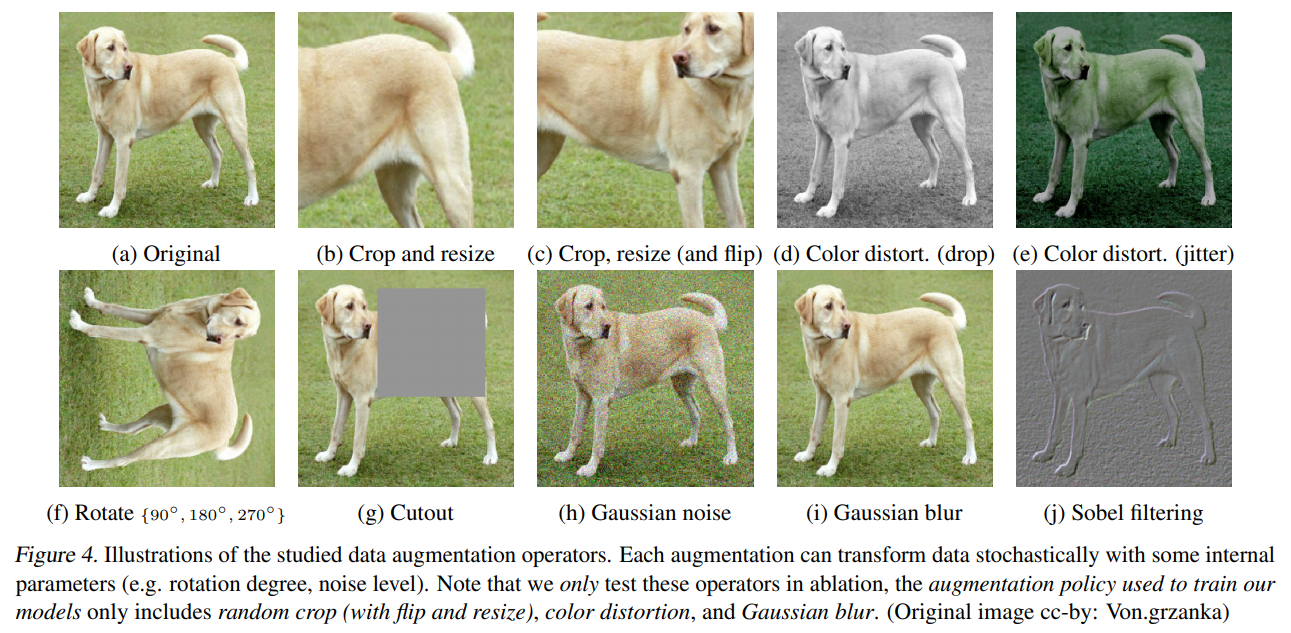 (a) Original
(b) Crop and resize
(c) Crop, resize (and flip)
(d) Color distort. (drop)
(e) Color distort. (jitter)
(f) Rotate {90°, 180°, 270°}
(g) Cutout
(h) Gaussian noise
(i) Gaussian blur
(j) Sobel filtering
Figure 4. Illustrations of the studied data augmentation operators. Each augmentation can transform data stochastically with some internal
parameters (e.g. rotation degree, noise level). Note that we only test these operators in ablation, the augmentation policy used to train our
models only includes random crop (with flip and resize), color distortion, and Gaussian blur. (Original image cc-by: Von.grzanka)